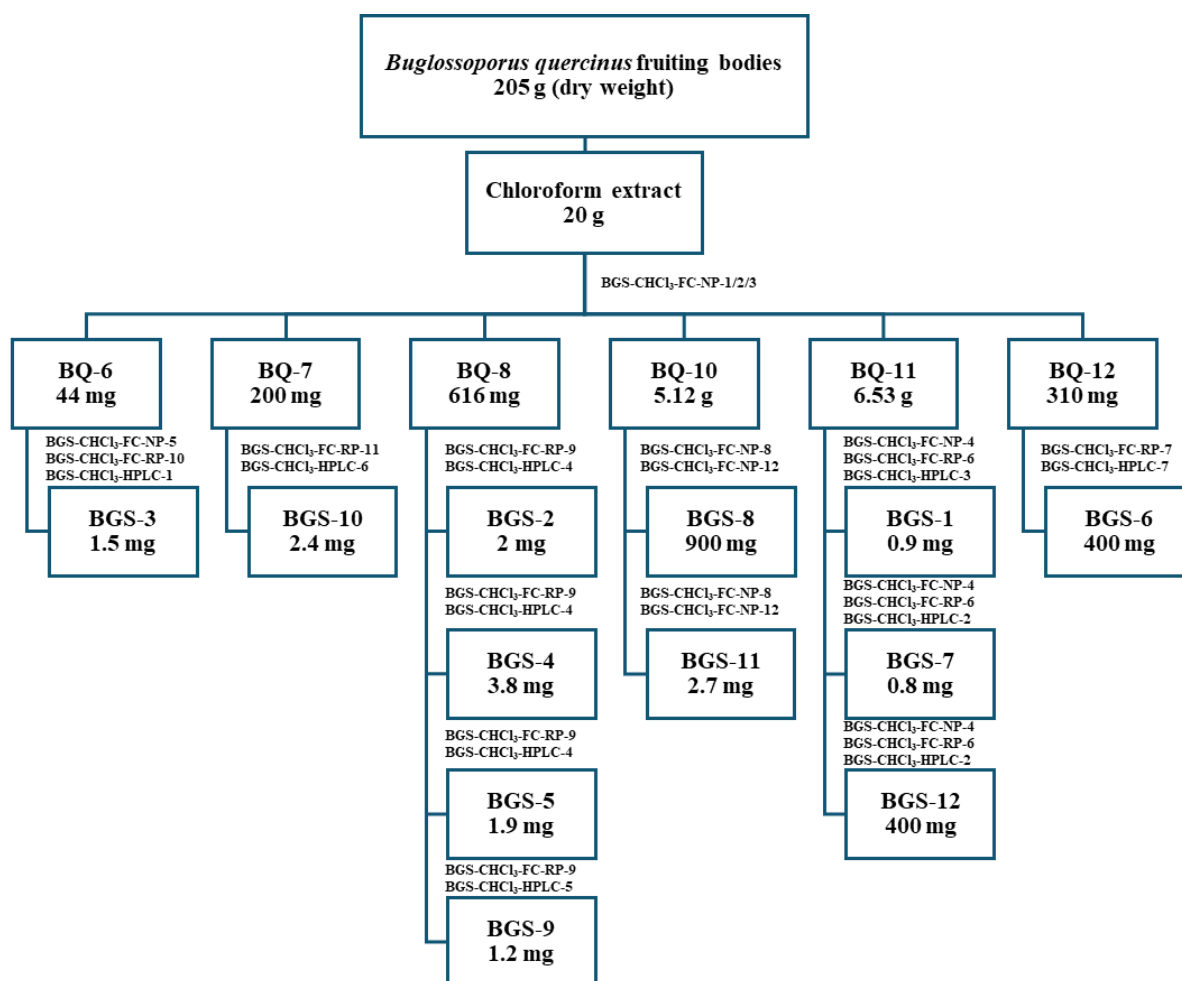 Buglossoporus quercinus fruiting bodies
205 g (dry weight)
Chloroform extract
20 g
BGS-CHCl₃-FC-NP-1/2/3
BQ-6
44 mg
BGS-CHCl₃-FC-NP-5
BGS-CHCl₃-FC-RP-10
BGS-CHCl₃-HPLC-1
BGS-3
1.5 mg
BQ-7
200 mg
BGS-CHCl₃-FC-RP-11
BGS-CHCl₃-HPLC-6
BGS-10
2.4 mg
BQ-8
616 mg
BGS-CHCl₃-FC-RP-9
BGS-CHCl₃-HPLC-4
BGS-2
2 mg
BGS-CHCl₃-FC-RP-9
BGS-CHCl₃-HPLC-4
BGS-4
3.8 mg
BGS-CHCl₃-FC-RP-9
BGS-CHCl₃-HPLC-4
BGS-5
1.9 mg
BGS-CHCl₃-FC-RP-9
BGS-CHCl₃-HPLC-5
BGS-9
1.2 mg
BQ-10
5.12 g
BGS-CHCl₃-FC-NP-8
BGS-CHCl₃-FC-NP-12
BGS-8
900 mg
BGS-CHCl₃-FC-NP-8
BGS-CHCl₃-FC-NP-12
BGS-11
2.7 mg
BQ-11
6.53 g
BGS-CHCl₃-FC-NP-4
BGS-CHCl₃-FC-RP-6
BGS-CHCl₃-HPLC-3
BGS-1
0.9 mg
BGS-CHCl₃-FC-NP-4
BGS-CHCl₃-FC-RP-6
BGS-CHCl₃-HPLC-2
BGS-7
0.8 mg
BGS-CHCl₃-FC-NP-4
BGS-CHCl₃-FC-RP-6
BGS-CHCl₃-HPLC-2
BGS-12
400 mg
BQ-12
310 mg
BGS-CHCl₃-FC-RP-7
BGS-CHCl₃-HPLC-7
BGS-6
400 mg